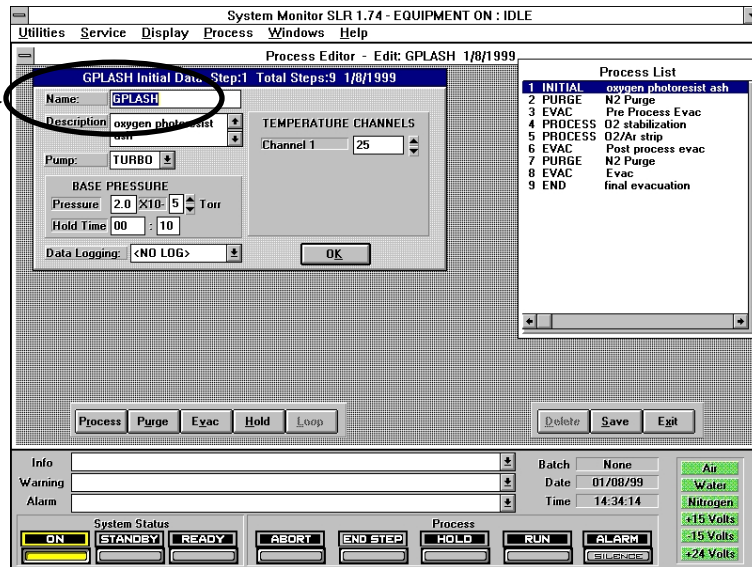 System Monitor SLR 1.74 - EQUIPMENT ON : IDLE
Utilities Service Display Process Windows Help
Process Editor - Edit: GPLASH 1/8/1999
GPLASH Initial Data Step:1 Total Steps:9 1/8/1999
Name: GPLASH
Description oxygen photoresist
ash
Pump: TURBO
BASE PRESSURE
Pressure 2.0 X10- 5 Torr
Hold Time 00 : 10
Data Logging: <NO LOG>
TEMPERATURE CHANNELS
Channel 1 25
OK
Process List
1 INITIAL oxygen photoresist ash
2 PURGE N2 Purge
3 EVAC Pre Process Evac
4 PROCESS O2 stabilization
5 PROCESS O2/Ar strip
6 EVAC Post process evac
7 PURGE N2 Purge
8 EVAC Evac
9 END final evacuation
Process Purge Evac Hold Loop
Delete Save Exit
Info
Warning
Alarm
Batch None
Date 01/08/99
Time 14:34:14
Air
Water
Nitrogen
+15 Volts
-15 Volts
+24 Volts
System Status
ON STANDBY READY
Process
ABORT END STEP HOLD RUN ALARM
SILENCE